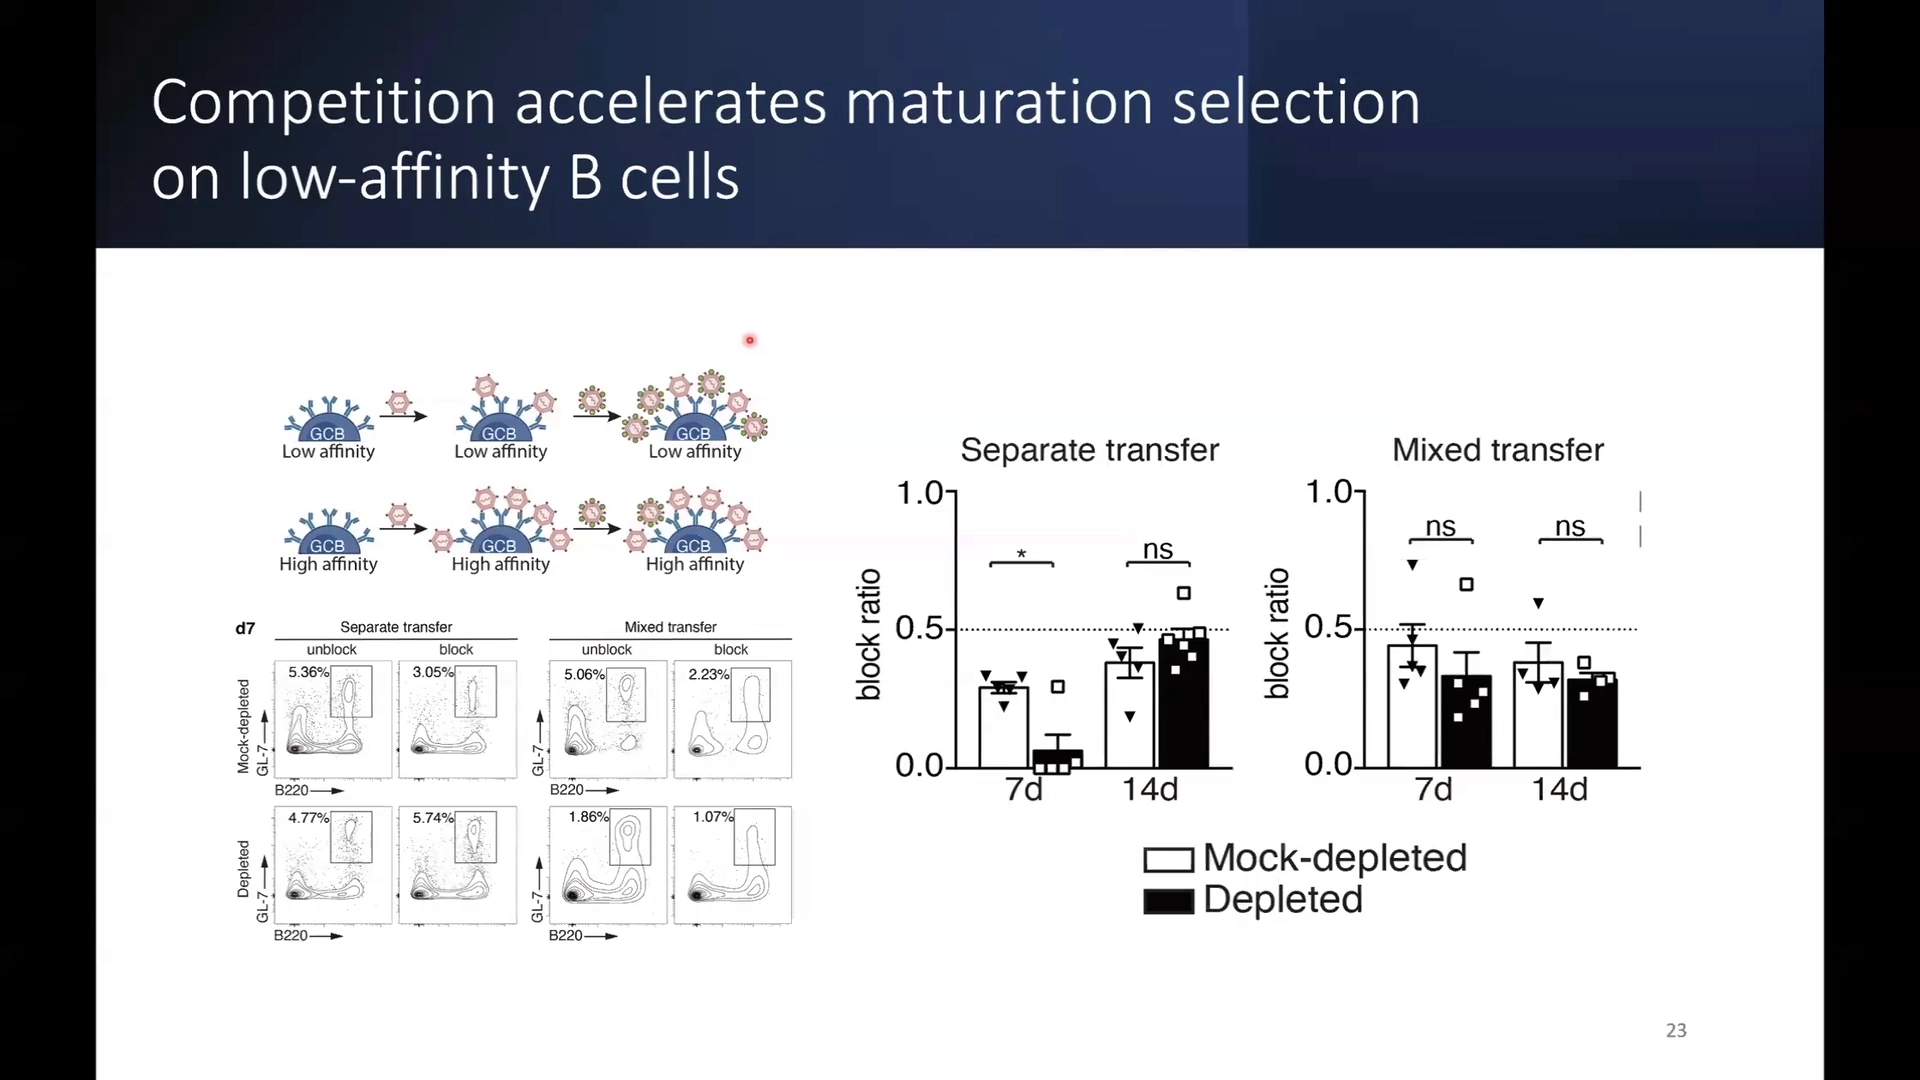 Competition accelerates maturation selection
on low-affinity B cells
GCB GCB GCB
Low affinity Low affinity Low affinity
GCB GCB GCB
High affinity High affinity High affinity
d7 Separate transfer Mixed transfer
unblock block unblock block
Mock-depleted
GL-7
5.36% 3.05% 5.06% 2.23%
GL-7
B220 B220
Depleted
GL-7
4.77% 5.74% 1.86% 1.07%
GL-7
B220 B220
Separate transfer
block ratio
1.0
0.5
0.0
* ns
7d 14d
Mixed transfer
block ratio
1.0
0.5
0.0
ns ns
7d 14d
Mock-depleted
Depleted
23